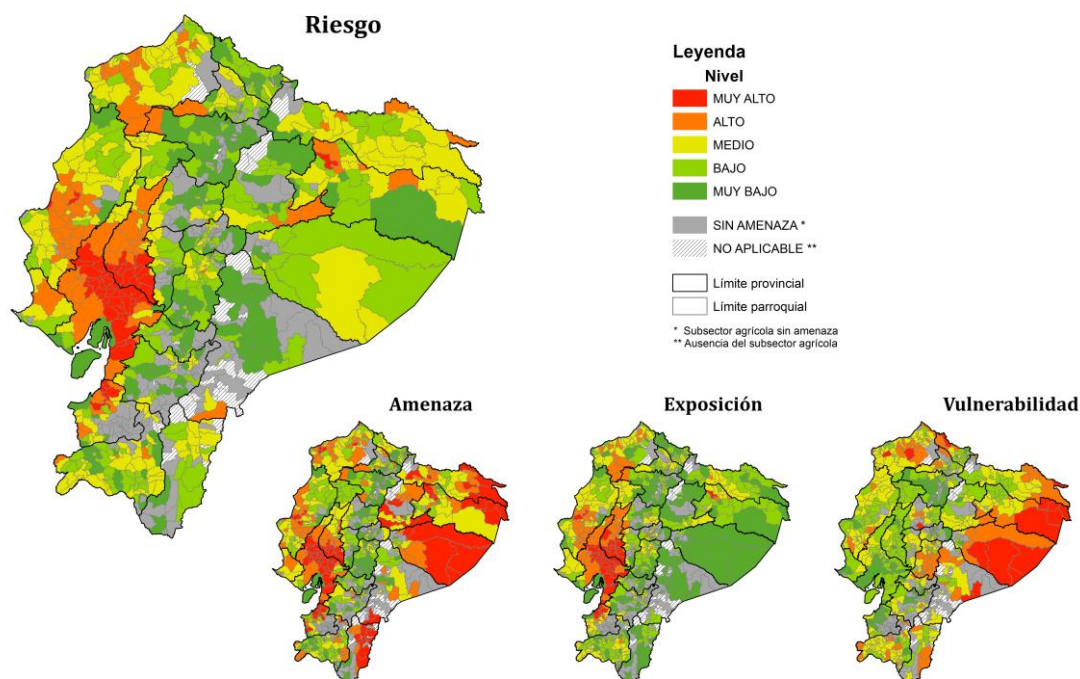 Riesgo
Leyenda
Nivel
MUY ALTO
ALTO
MEDIO
BAJO
MUY BAJO
SIN AMENAZA *
NO APLICABLE **
Límite provincial
Límite parroquial
* Subsector agrícola sin amenaza
** Ausencia del subsector agrícola
Amenaza
Exposición
Vulnerabilidad